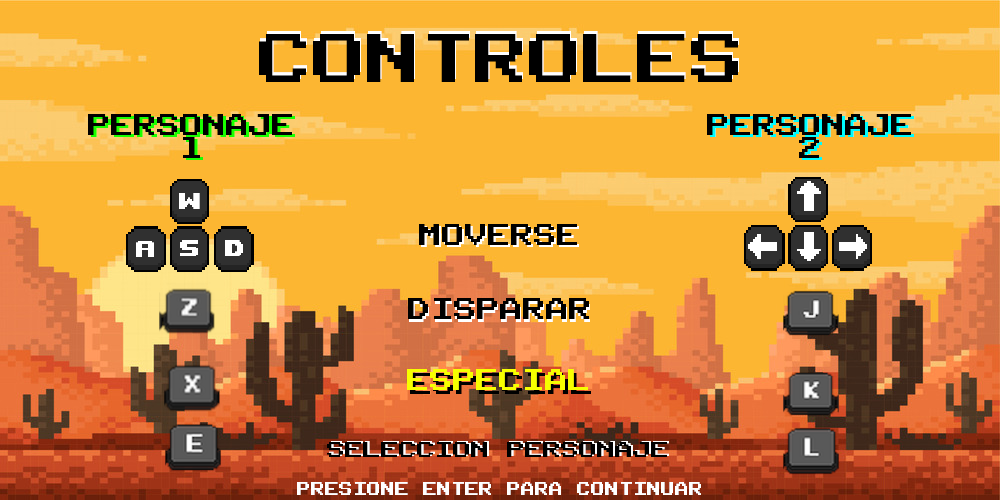 CONTROLES
PERSONAJE
1
PERSONAJE
2
W
A S D
↑
← ↓ →
MOVERSE
Z
DISPARAR
J
X
ESPECIAL
K
E
SELECCION PERSONAJE
L
PRESIONE ENTER PARA CONTINUAR